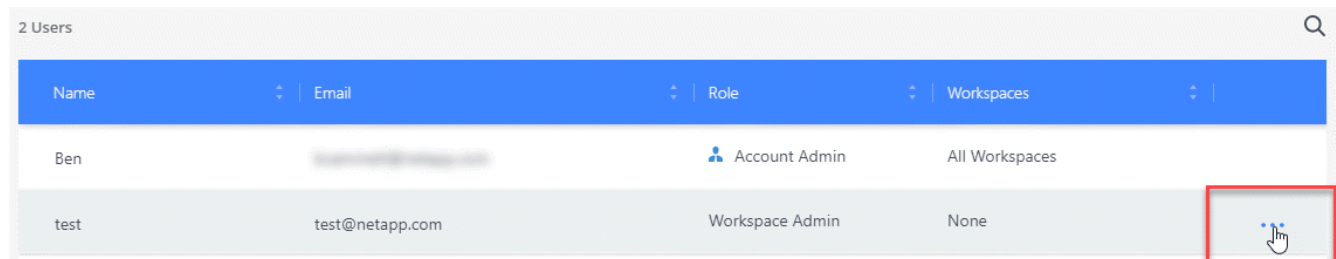 2 Users
Name Email Role Workspaces
Ben Account Admin All Workspaces
test test@netapp.com Workspace Admin None